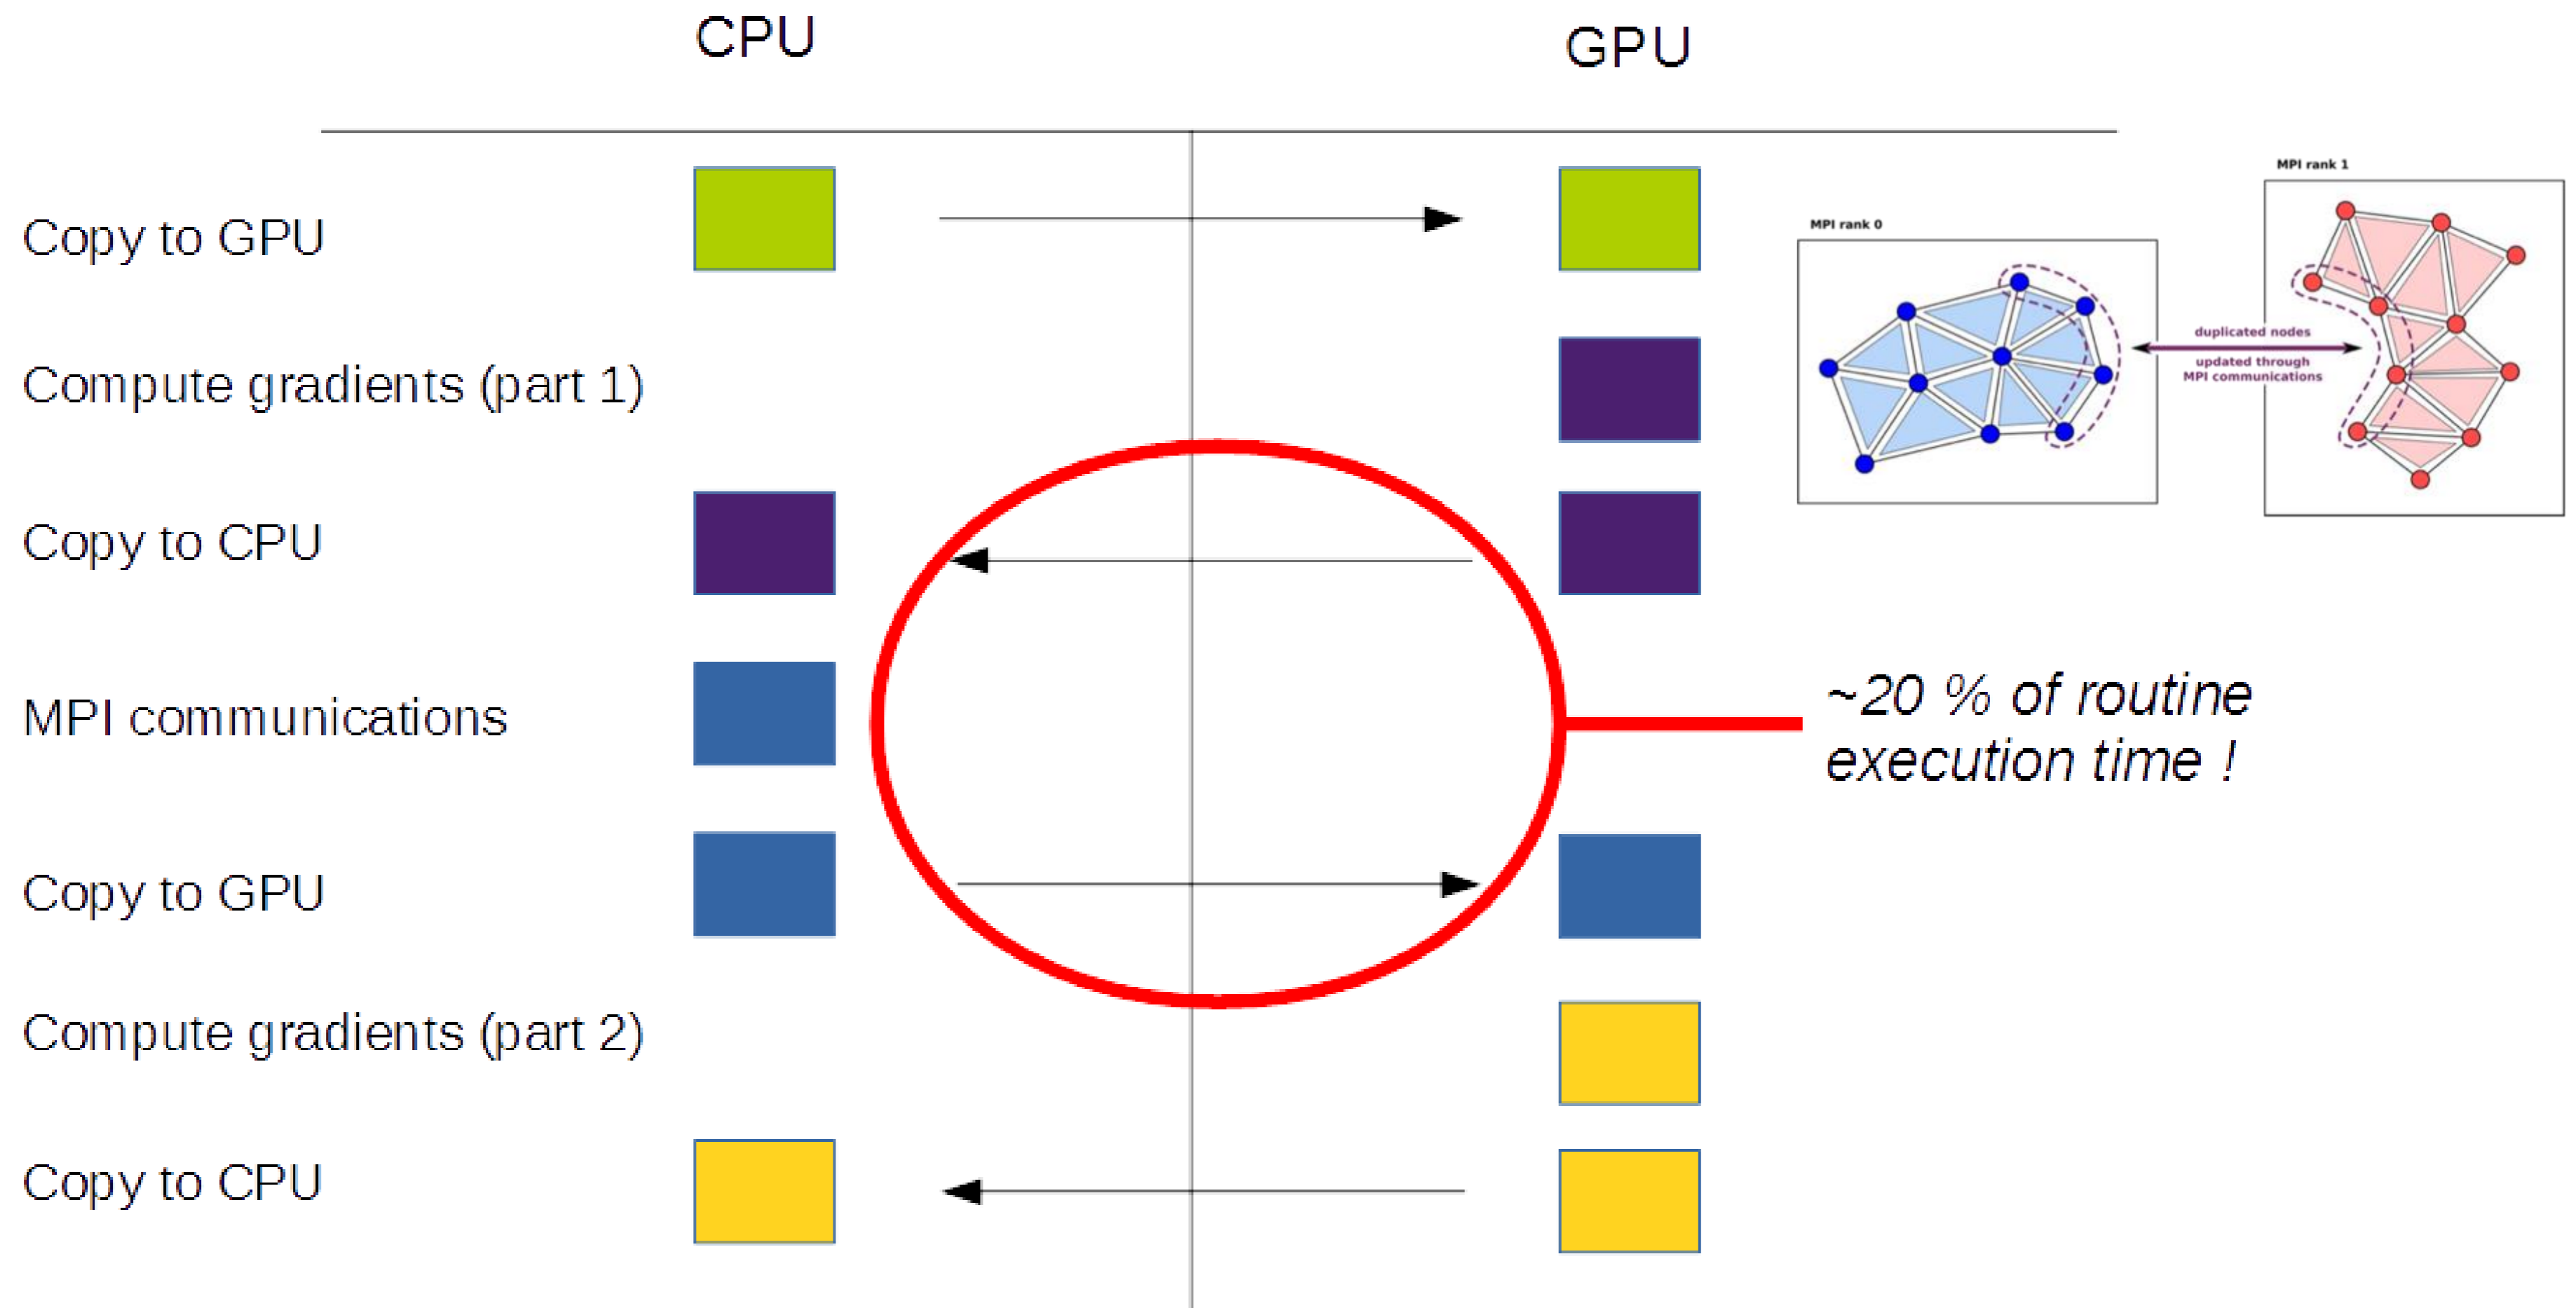 CPU
GPU
MPI rank 1
MPI rank 0
Copy to GPU
duplicated nodes
updated through
MPI communications
Compute gradients (part 1)
Copy to CPU
MPI communications
~20 % of routine
execution time !
Copy to GPU
Compute gradients (part 2)
Copy to CPU